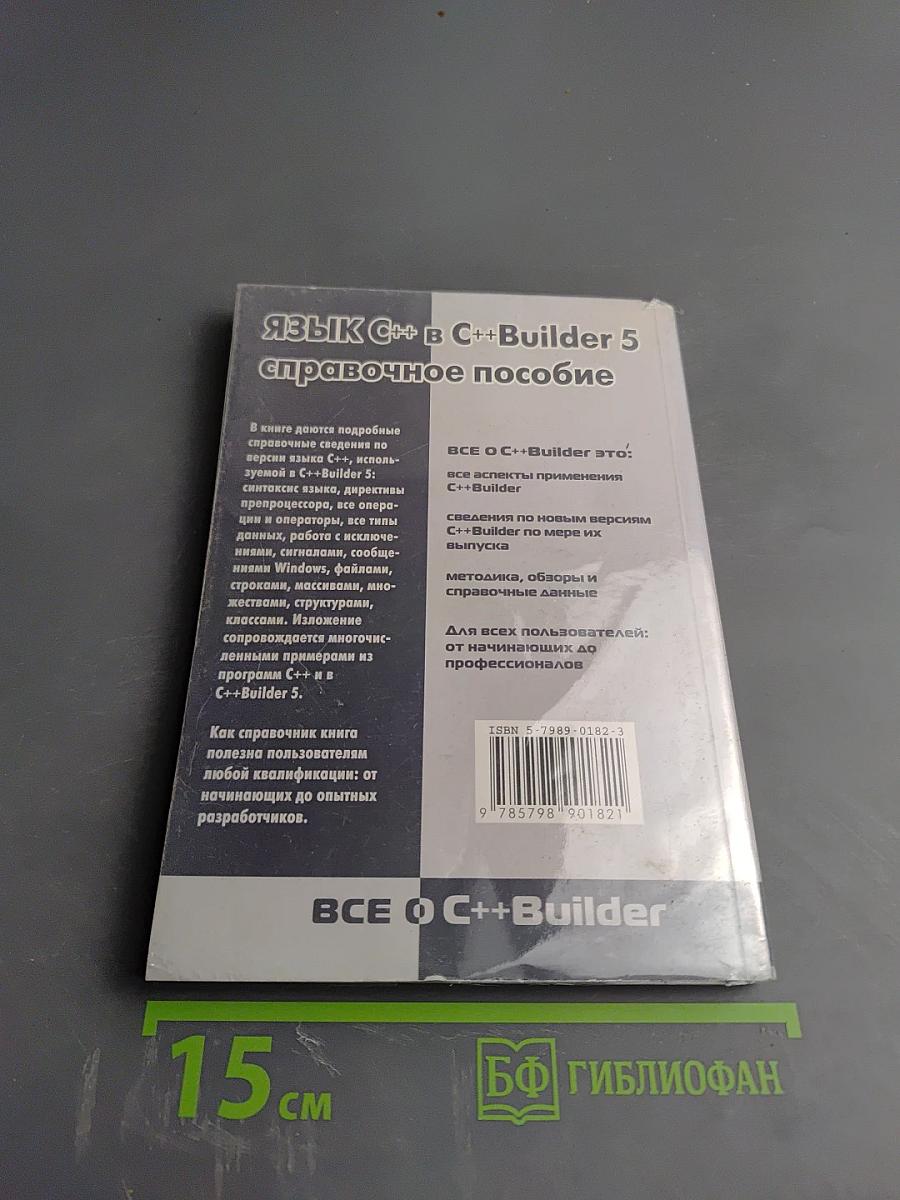 ЯЗЫК C++ в C++Builder 5
справочное пособие
В книге даются подробные
справочные сведения по
версии языка C++, исполь-
зуемой в C++Builder 5:
синтаксис языка, директивы
препроцессора, все опера-
ции и операторы, все типы
данных, работа с исключе-
ниями, сигналами, сообще-
ниями Windows, файлами,
строками, массивами, мно-
жествами, структурами,
классами. Изложение
сопровождается многочис-
ленными примерами из
программ C++ и в
C++Builder 5.
Как справочник книга
полезна пользователям
любой квалификации: от
начинающих до опытных
разработчиков.
ВСЕ О C++Builder это:
все аспекты применения
C++Builder
сведения по новым версиям
C++Builder по мере их
выпуска
методика, обзоры и
справочные данные
Для всех пользователей:
от начинающих до
профессионалов
ISBN 5-7989-0182-3
9 785798 901821
ВСЕ О C++Builder
15 см
БФ ГИБЛИОФАН